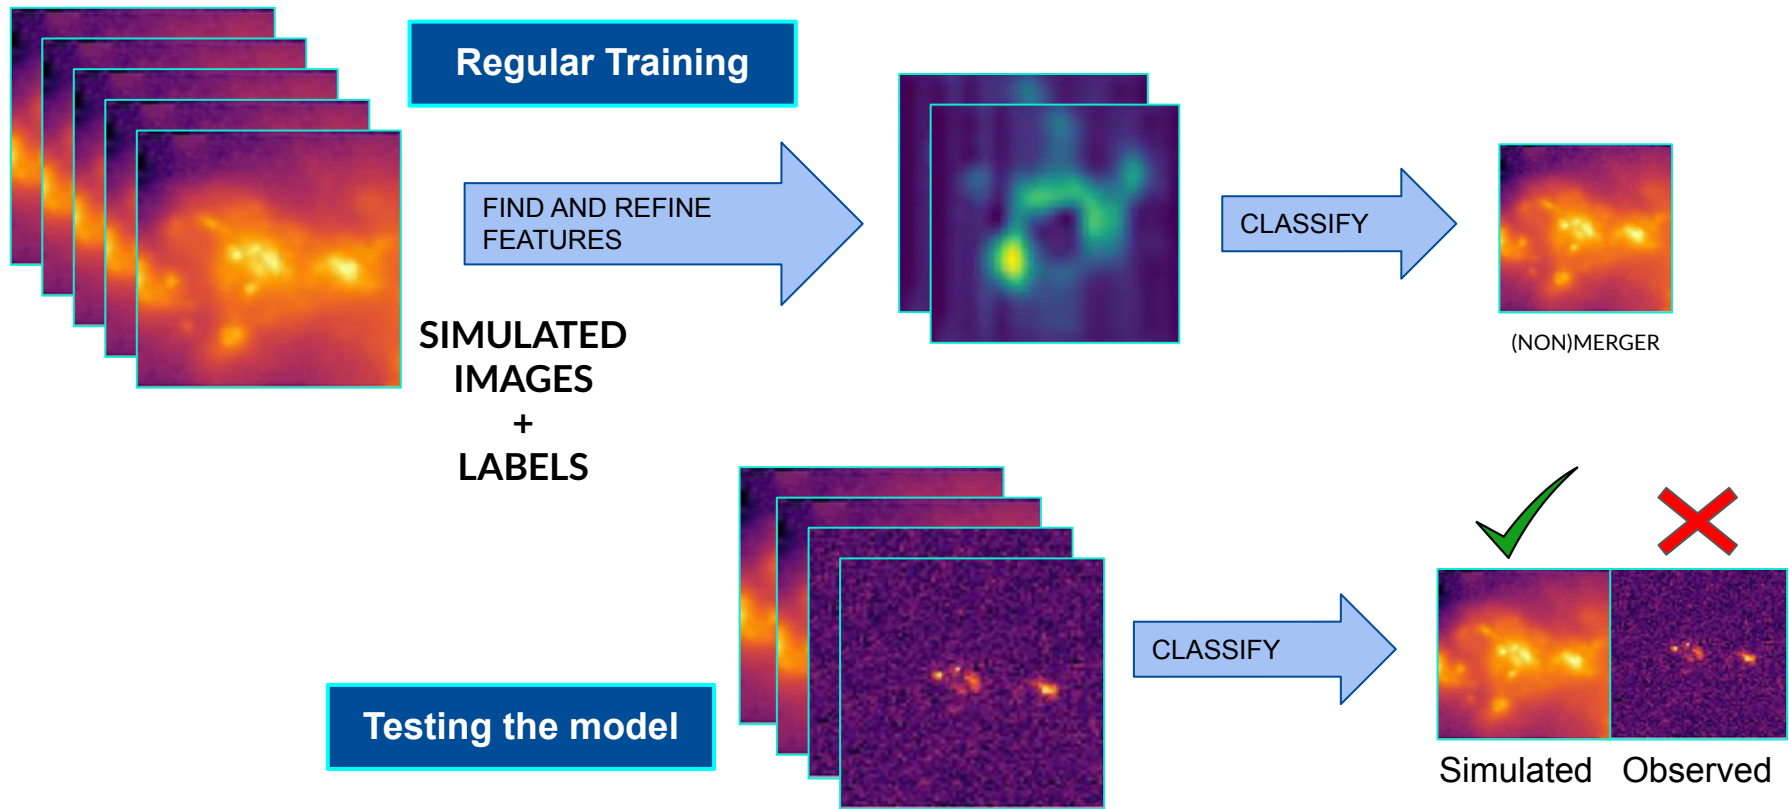 Regular Training
FIND AND REFINE
FEATURES
CLASSIFY
(NON)MERGER
SIMULATED
IMAGES
+
LABELS
Testing the model
CLASSIFY
Simulated
Observed